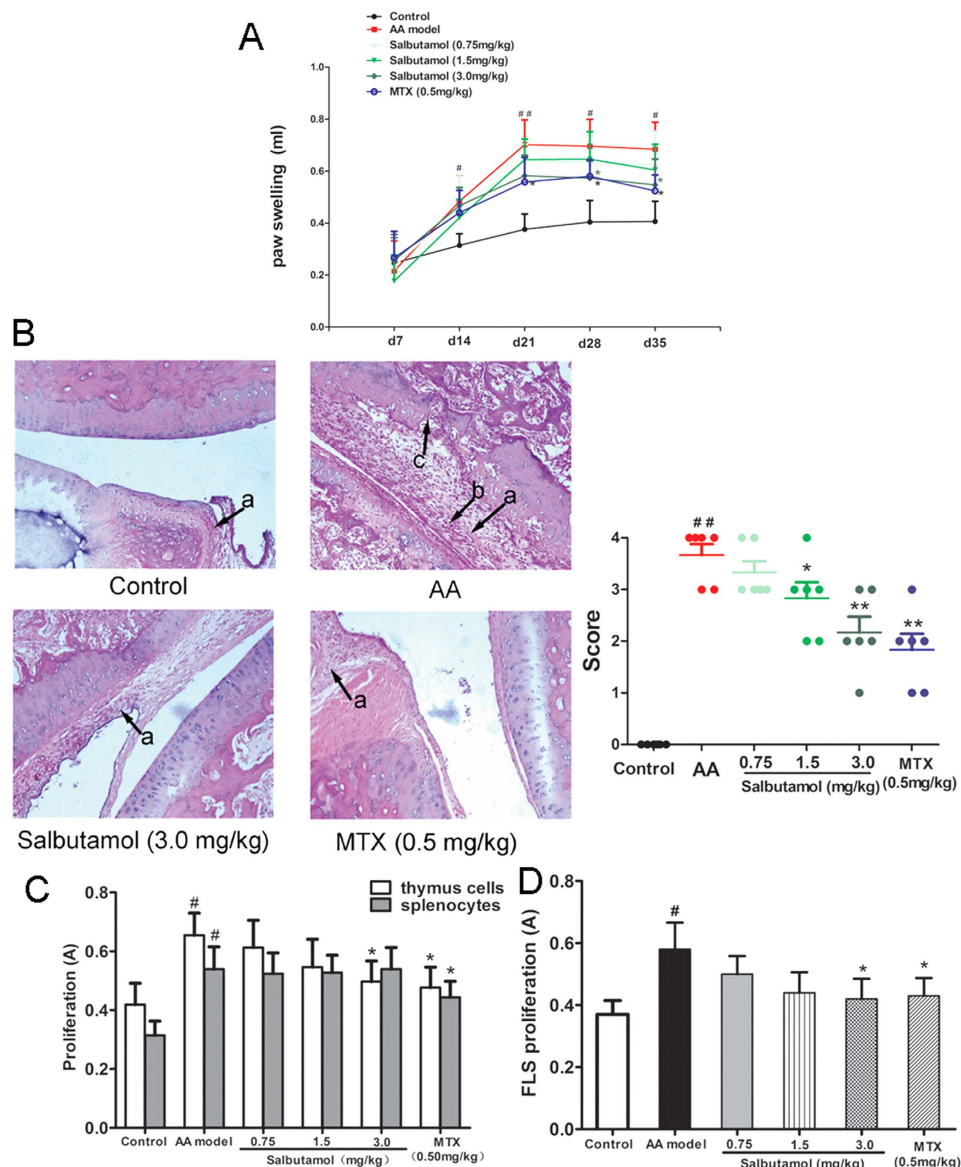 A
Control
AA model
Salbutamol (0.75mg/kg)
Salbutamol (1.5mg/kg)
Salbutamol (3.0mg/kg)
MTX (0.5mg/kg)
paw swelling (ml)
1.0
0.8
0.6
0.4
0.2
0.0
# ## # #
* * * * *
d7 d14 d21 d28 d35
B
a
Control
c b a
AA
a
Salbutamol (3.0 mg/kg)
a
MTX (0.5 mg/kg)
Score
4
3
2
1
0
## * ** **
Control AA 0.75 1.5 3.0 MTX
Salbutamol (mg/kg) (0.5mg/kg)
C
thymus cells
splenocytes
Proliferation (A)
0.8
0.6
0.4
0.2
0.0
# # * * *
Control AA model 0.75 1.5 3.0 MTX
Salbutamol (mg/kg) (0.50mg/kg)
D
FLS proliferation (A)
0.8
0.6
0.4
0.2
0.0
# * *
Control AA model 0.75 1.5 3.0 MTX
Salbutamol (mg/kg) (0.5mg/kg)